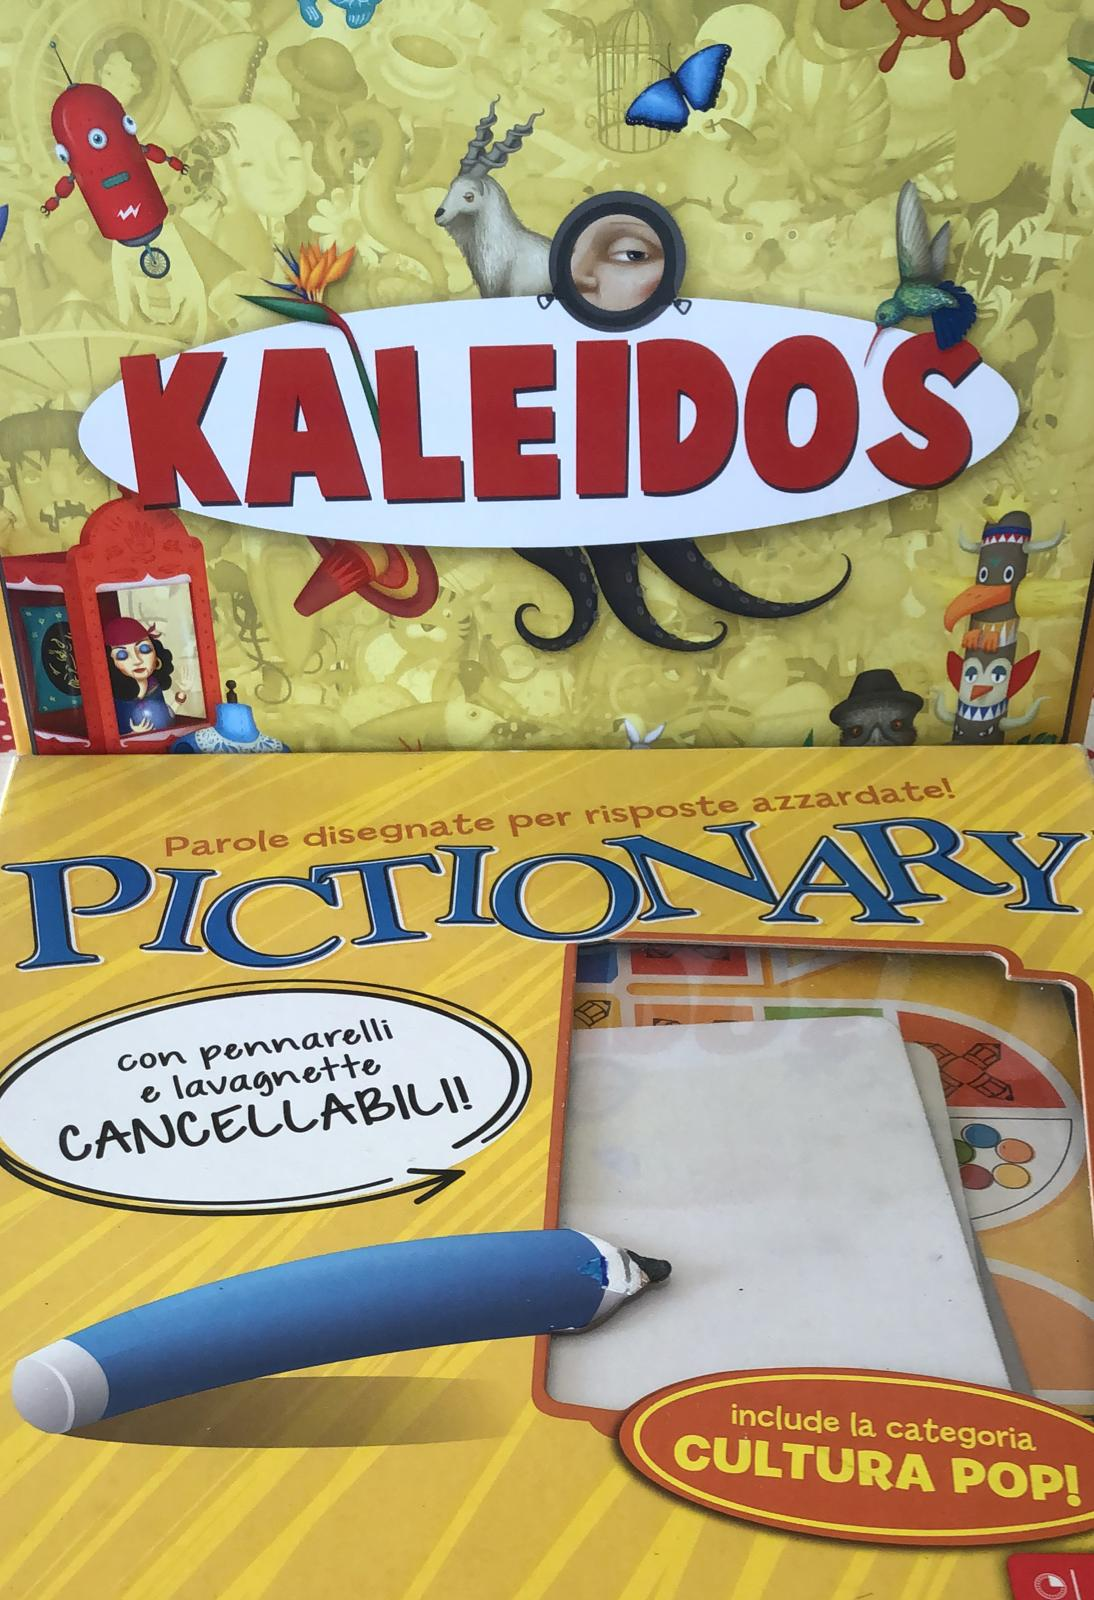 KALEIDOS
Parole disegnate per risposte azzardate!
PICTIONARY
con pennarelli
e lavagnette
CANCELLABILI!
include la categoria
CULTURA POP!